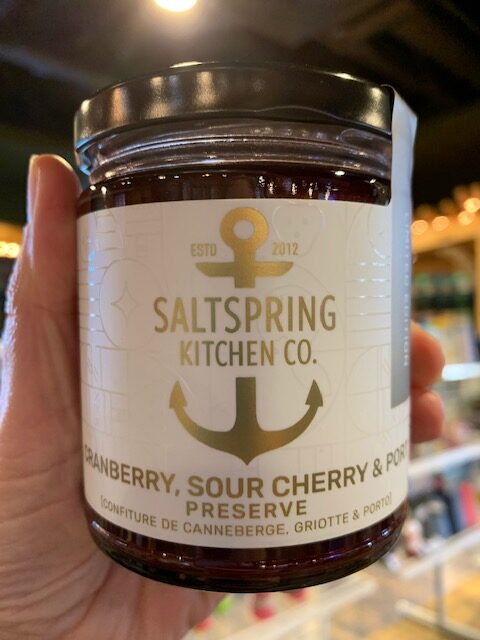 ESTD 2012
SALTSPRING
KITCHEN CO.
CRANBERRY, SOUR CHERRY & PORT
PRESERVE
[CONFITURE DE CANNEBERGE, GRIOTTE & PORTO]